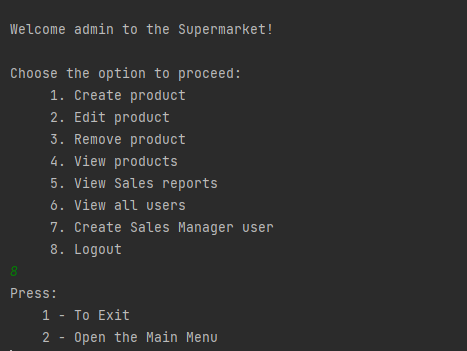 Welcome admin to the Supermarket!
Choose the option to proceed:
1. Create product
2. Edit product
3. Remove product
4. View products
5. View Sales reports
6. View all users
7. Create Sales Manager user
8. Logout
8
Press:
1 - To Exit
2 - Open the Main Menu